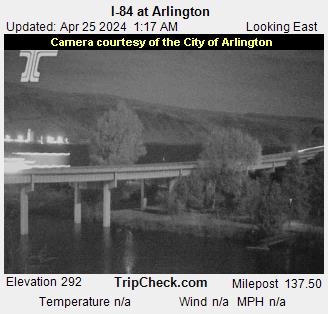 I-84 at Arlington
Updated: Apr 25 2024 1:17 AM Looking East
Camera courtesy of the City of Arlington
Elevation 292 TripCheck.com Milepost 137.50
Temperature n/a Wind n/a MPH n/a